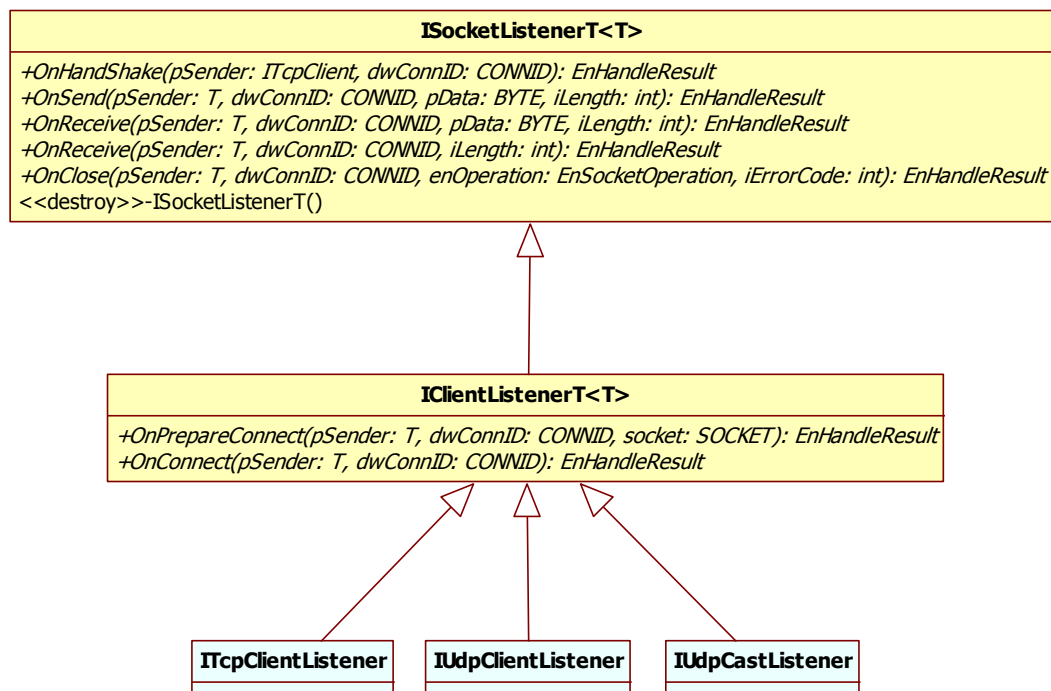 ISocketListenerT<T>
+OnHandShake(pSender: ITcpClient, dwConnID: CONNID): EnHandleResult
+OnSend(pSender: T, dwConnID: CONNID, pData: BYTE, iLength: int): EnHandleResult
+OnReceive(pSender: T, dwConnID: CONNID, pData: BYTE, iLength: int): EnHandleResult
+OnReceive(pSender: T, dwConnID: CONNID, iLength: int): EnHandleResult
+OnClose(pSender: T, dwConnID: CONNID, enOperation: EnSocketOperation, iErrorCode: int): EnHandleResult
<<destroy>>-ISocketListenerT()
IClientListenerT<T>
+OnPrepareConnect(pSender: T, dwConnID: CONNID, socket: SOCKET): EnHandleResult
+OnConnect(pSender: T, dwConnID: CONNID): EnHandleResult
ITcpClientListener
IUdpClientListener
IUdpCastListener